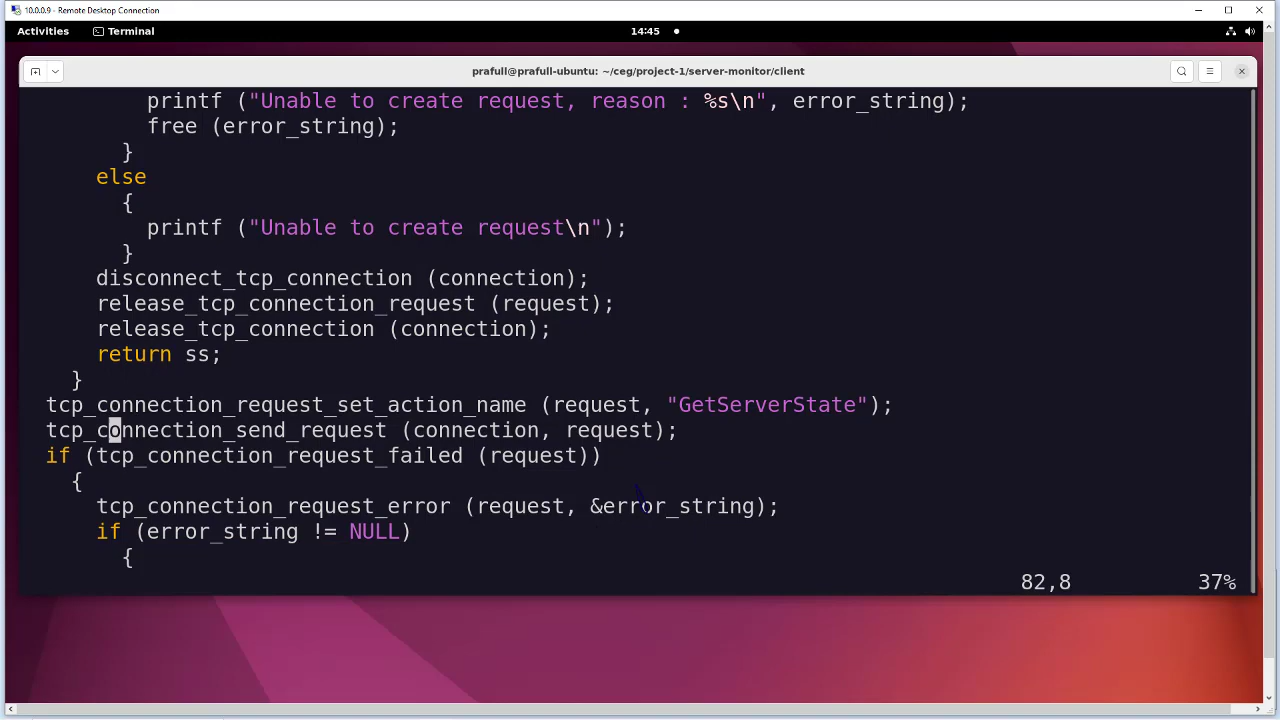 10.0.0.9 - Remote Desktop Connection
Activities Terminal 14:45
prafull@prafull-ubuntu: ~/ceg/project-1/server-monitor/client
printf ("Unable to create request, reason : %s\n", error_string);
free (error_string);
}
else
{
printf ("Unable to create request\n");
}
disconnect_tcp_connection (connection);
release_tcp_connection_request (request);
release_tcp_connection (connection);
return ss;
}
tcp_connection_request_set_action_name (request, "GetServerState");
tcp_connection_send_request (connection, request);
if (tcp_connection_request_failed (request))
{
tcp_connection_request_error (request, &error_string);
if (error_string != NULL)
{
82,8 37%